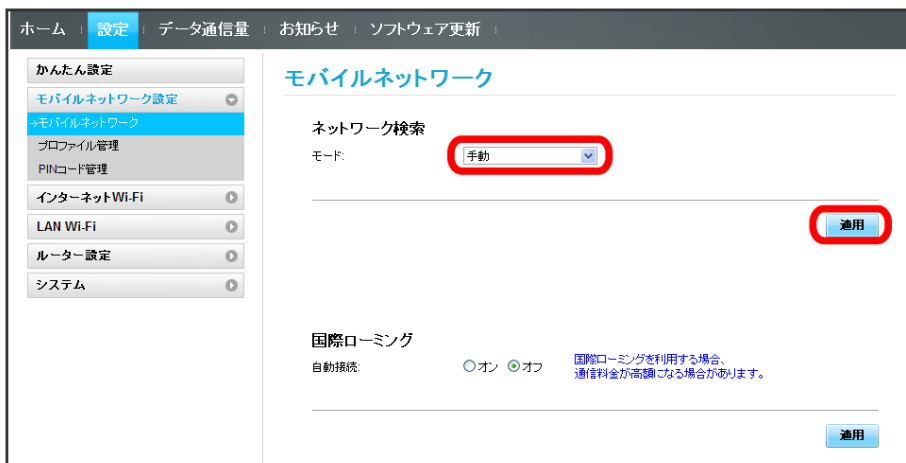 ホーム 設定 データ通信量 お知らせ ソフトウェア更新
かんたん設定
モバイルネットワーク設定
→モバイルネットワーク
プロファイル管理
PINコード管理
インターネットWi-Fi
LAN Wi-Fi
ルーター設定
システム
モバイルネットワーク
ネットワーク検索
モード: 手動
適用
国際ローミング
自動接続: オン オフ 国際ローミングを利用する場合、
通信料金が高額になる場合があります。
適用